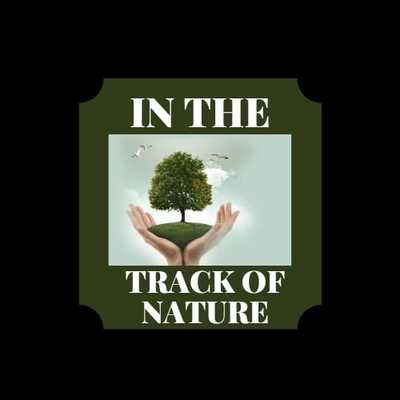 IN THE
TRACK OF
NATURE